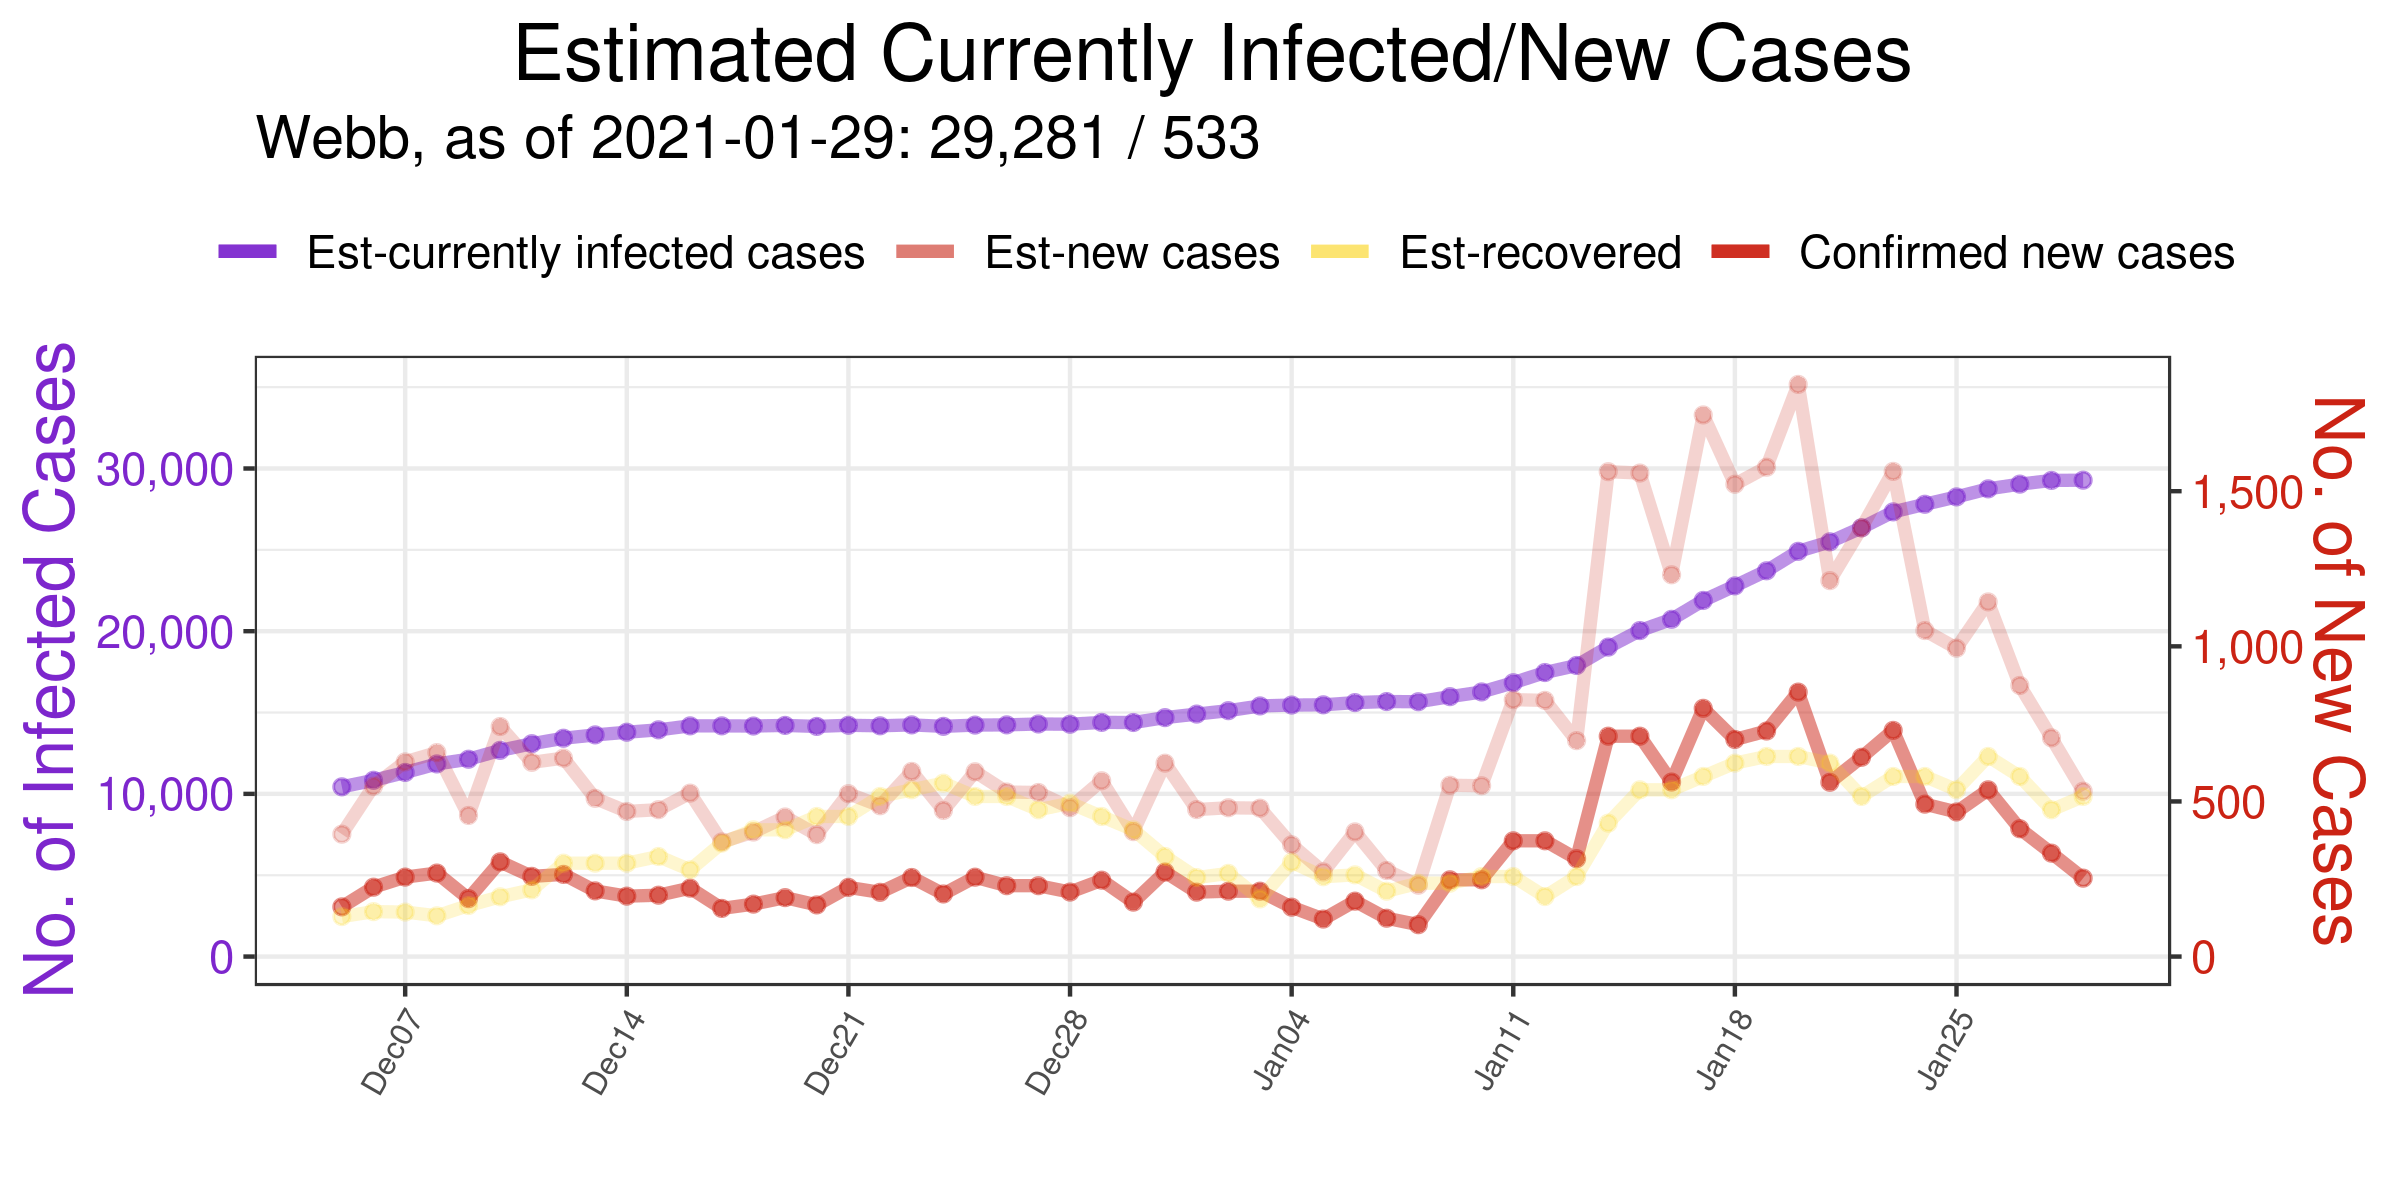 Estimated Currently Infected/New Cases
Webb, as of 2021-01-29: 29,281 / 533
Est-currently infected cases Est-new cases Est-recovered Confirmed new cases
No. of Infected Cases
30,000
20,000
10,000
0
1,500
1,000
500
0
No. of New Cases
Dec07 Dec14 Dec21 Dec28 Jan04 Jan11 Jan18 Jan25